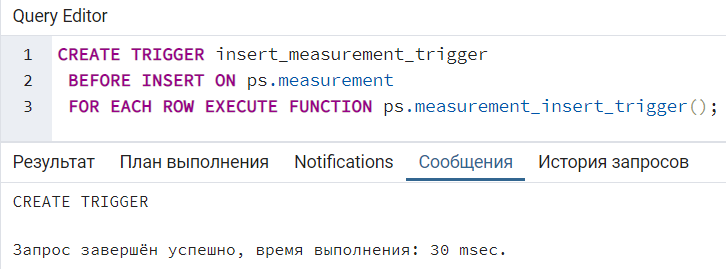 Query Editor
1 CREATE TRIGGER insert_measurement_trigger
2 BEFORE INSERT ON ps.measurement
3 FOR EACH ROW EXECUTE FUNCTION ps.measurement_insert_trigger();
Результат План выполнения Notifications Сообщения История запросов
CREATE TRIGGER
Запрос завершён успешно, время выполнения: 30 msec.